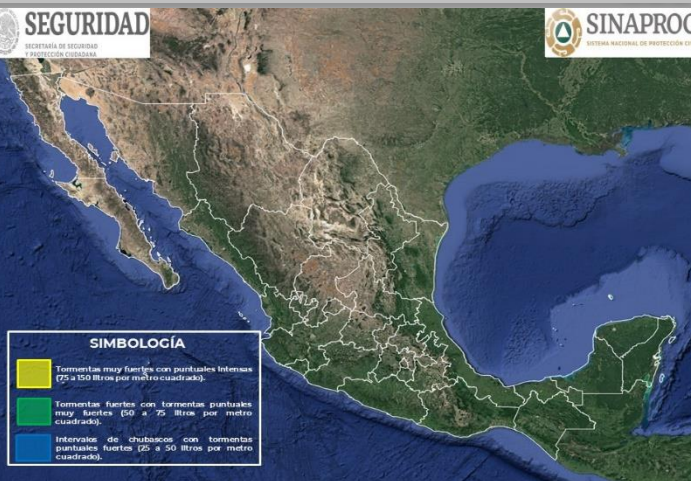 SEGURIDAD
SECRETARÍA DE SEGURIDAD
Y PROTECCIÓN CIUDADANA
SINAPROC
SISTEMA NACIONAL DE PROTECCIÓN CI
SIMBOLOGÍA
Tormentas muy fuertes con puntuales Intensas
(75 a 150 litros por metro cuadrado).
Tormentas fuertes con tormentas puntuales
muy fuertes (50 a 75 litros por metro
cuadrado).
Intervalos de chubascos con tormentas
puntuales fuertes (25 a 50 litros por metro
cuadrado).